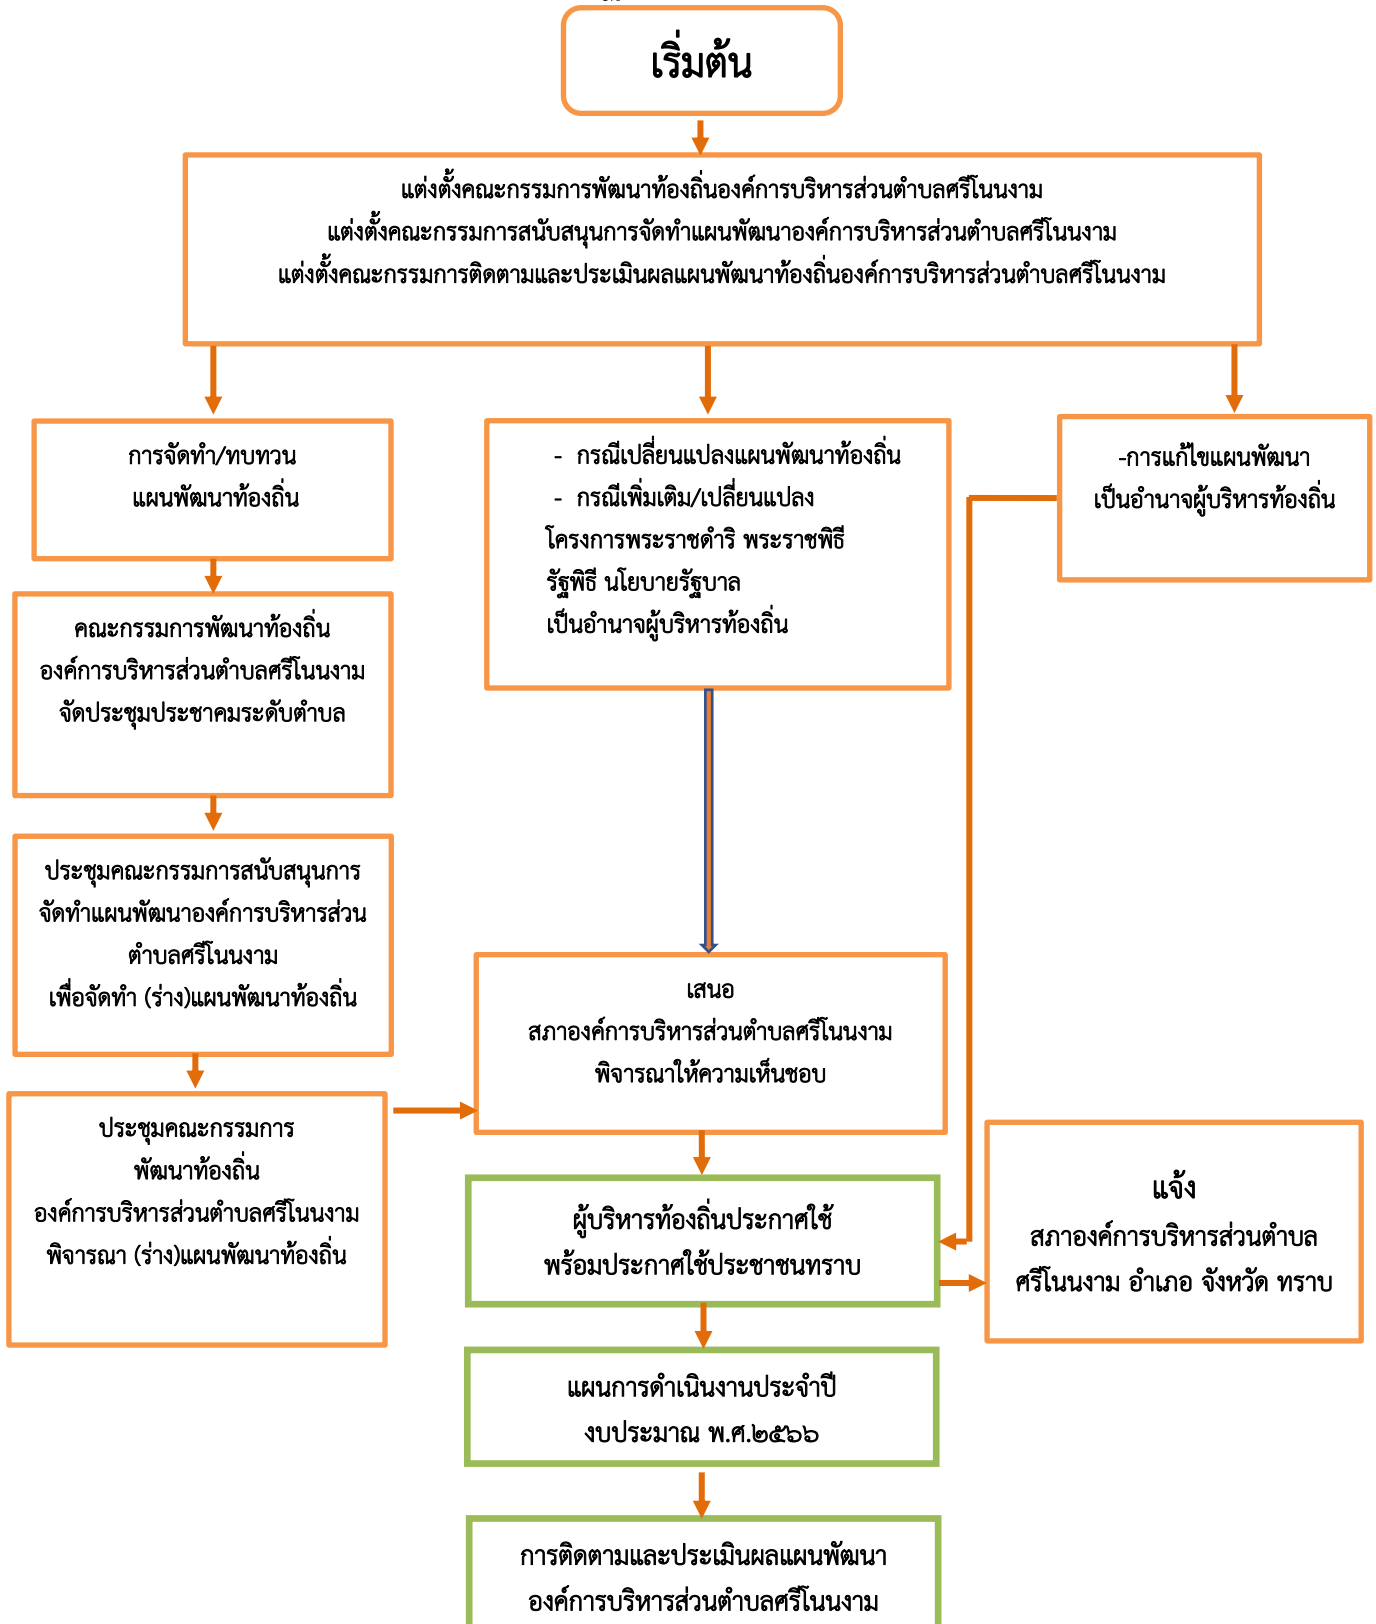 เริ่มต้น
แต่งตั้งคณะกรรมการพัฒนาท้องถิ่นองค์การบริหารส่วนตำบลศรีโนนงาม
แต่งตั้งคณะกรรมการสนับสนุนการจัดทำแผนพัฒนาองค์การบริหารส่วนตำบลศรีโนนงาม
แต่งตั้งคณะกรรมการติดตามและประเมินผลแผนพัฒนาท้องถิ่นองค์การบริหารส่วนตำบลศรีโนนงาม
การจัดทำ/ทบทวน
แผนพัฒนาท้องถิ่น
- กรณีเปลี่ยนแปลงแผนพัฒนาท้องถิ่น
- กรณีเพิ่มเติม/เปลี่ยนแปลง
โครงการพระราชดำริ พระราชพิธี
รัฐพิธี นโยบายรัฐบาล
เป็นอำนาจผู้บริหารท้องถิ่น
-การแก้ไขแผนพัฒนา
เป็นอำนาจผู้บริหารท้องถิ่น
คณะกรรมการพัฒนาท้องถิ่น
องค์การบริหารส่วนตำบลศรีโนนงาม
จัดประชุมประชาคมระดับตำบล
ประชุมคณะกรรมการสนับสนุนการ
จัดทำแผนพัฒนาองค์การบริหารส่วน
ตำบลศรีโนนงาม
เพื่อจัดทำ (ร่าง)แผนพัฒนาท้องถิ่น
ประชุมคณะกรรมการ
พัฒนาท้องถิ่น
องค์การบริหารส่วนตำบลศรีโนนงาม
พิจารณา (ร่าง)แผนพัฒนาท้องถิ่น
เสนอ
สภาองค์การบริหารส่วนตำบลศรีโนนงาม
พิจารณาให้ความเห็นชอบ
ผู้บริหารท้องถิ่นประกาศใช้
พร้อมประกาศใช้ประชาชนทราบ
แจ้ง
สภาองค์การบริหารส่วนตำบล
ศรีโนนงาม อำเภอ จังหวัด ทราบ
แผนการดำเนินงานประจำปี
งบประมาณ พ.ศ.๒๕๖๖
การติดตามและประเมินผลแผนพัฒนา
องค์การบริหารส่วนตำบลศรีโนนงาม